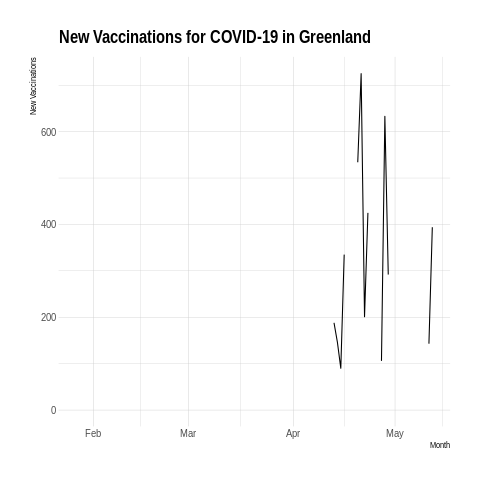 New Vaccinations for COVID-19 in Greenland
New Vaccinations
600
400
200
0
Feb Mar Apr May
Month